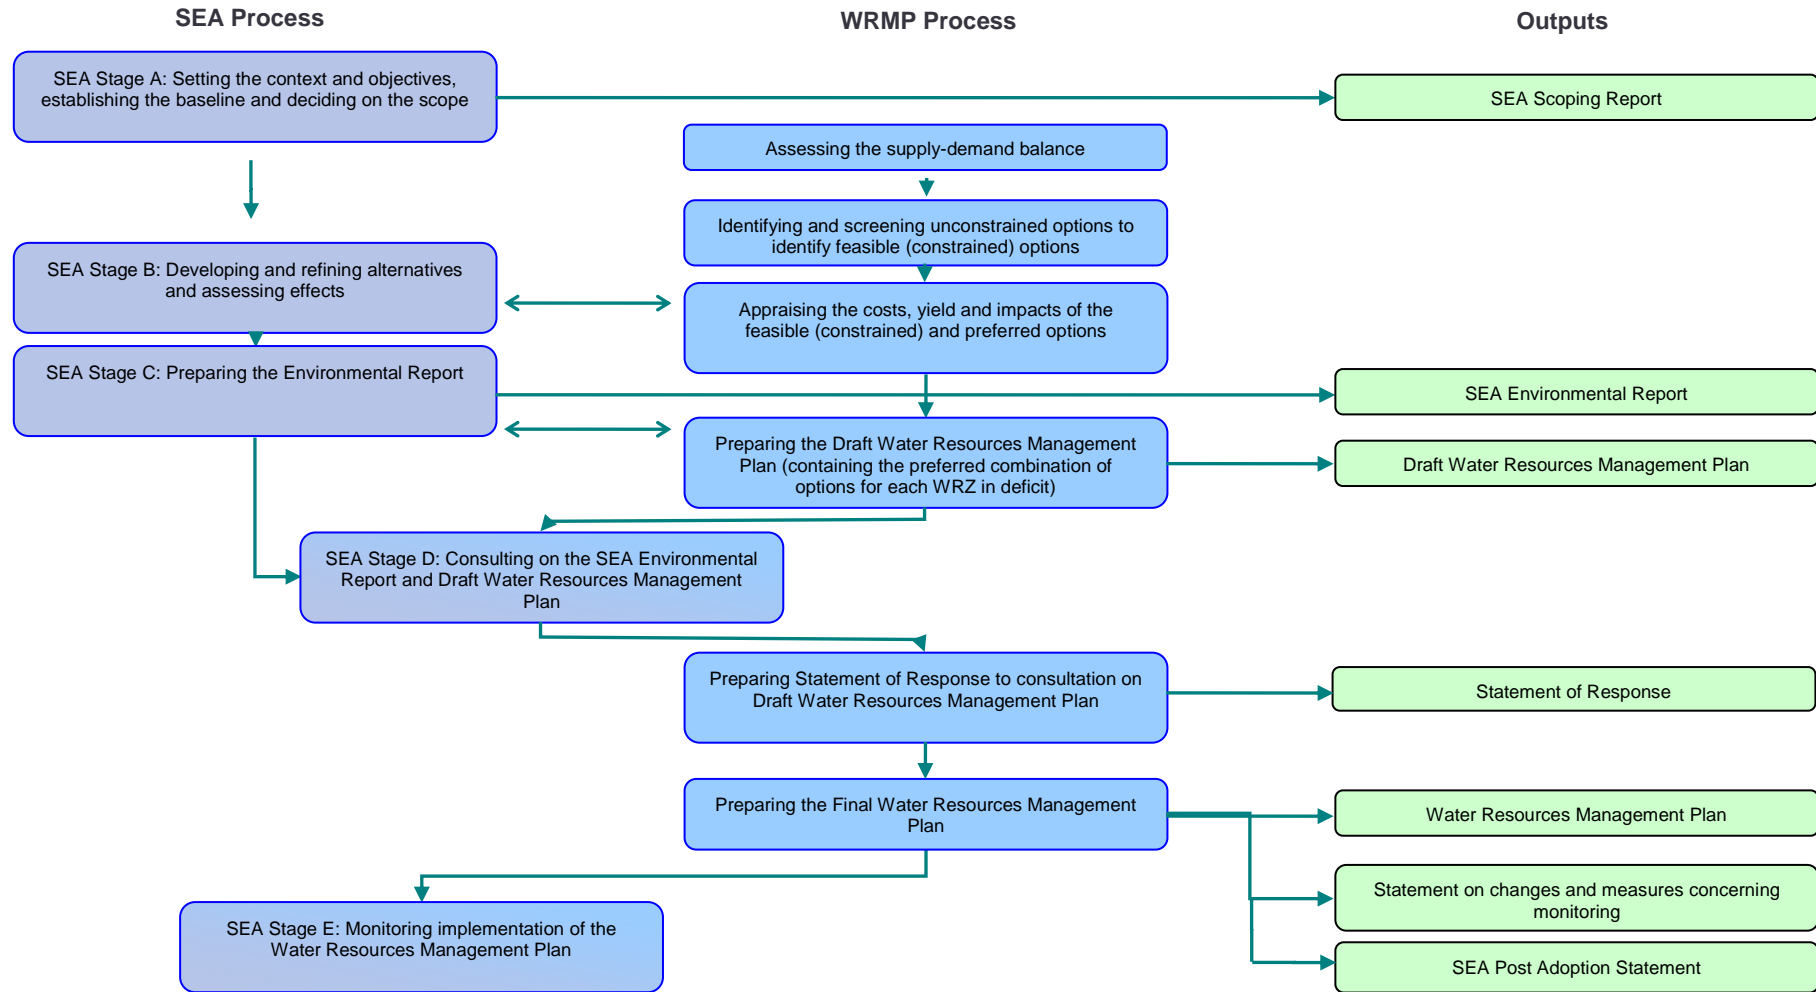 SEA Process
WRMP Process
Outputs
SEA Stage A: Setting the context and objectives,
establishing the baseline and deciding on the scope
SEA Scoping Report
Assessing the supply-demand balance
Identifying and screening unconstrained options to
identify feasible (constrained) options
SEA Stage B: Developing and refining alternatives
and assessing effects
Appraising the costs, yield and impacts of the
feasible (constrained) and preferred options
SEA Stage C: Preparing the Environmental Report
SEA Environmental Report
Preparing the Draft Water Resources Management
Plan (containing the preferred combination of
options for each WRZ in deficit)
Draft Water Resources Management Plan
SEA Stage D: Consulting on the SEA Environmental
Report and Draft Water Resources Management
Plan
Preparing Statement of Response to consultation on
Draft Water Resources Management Plan
Statement of Response
Preparing the Final Water Resources Management
Plan
Water Resources Management Plan
Statement on changes and measures concerning
monitoring
SEA Stage E: Monitoring implementation of the
Water Resources Management Plan
SEA Post Adoption Statement